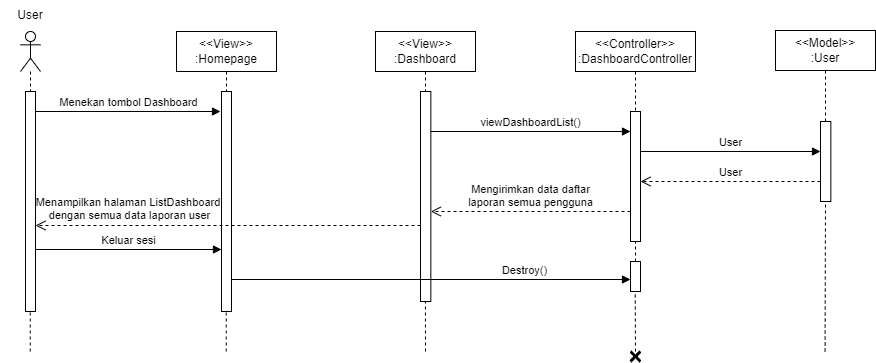 User
<<View>>
:Homepage
<<View>>
:Dashboard
<<Controller>>
:DashboardController
<<Model>>
:User
Menekan tombol Dashboard
viewDashboardList()
User
User
Mengirimkan data daftar
laporan semua pengguna
Menampilkan halaman ListDashboard
dengan semua data laporan user
Keluar sesi
Destroy()